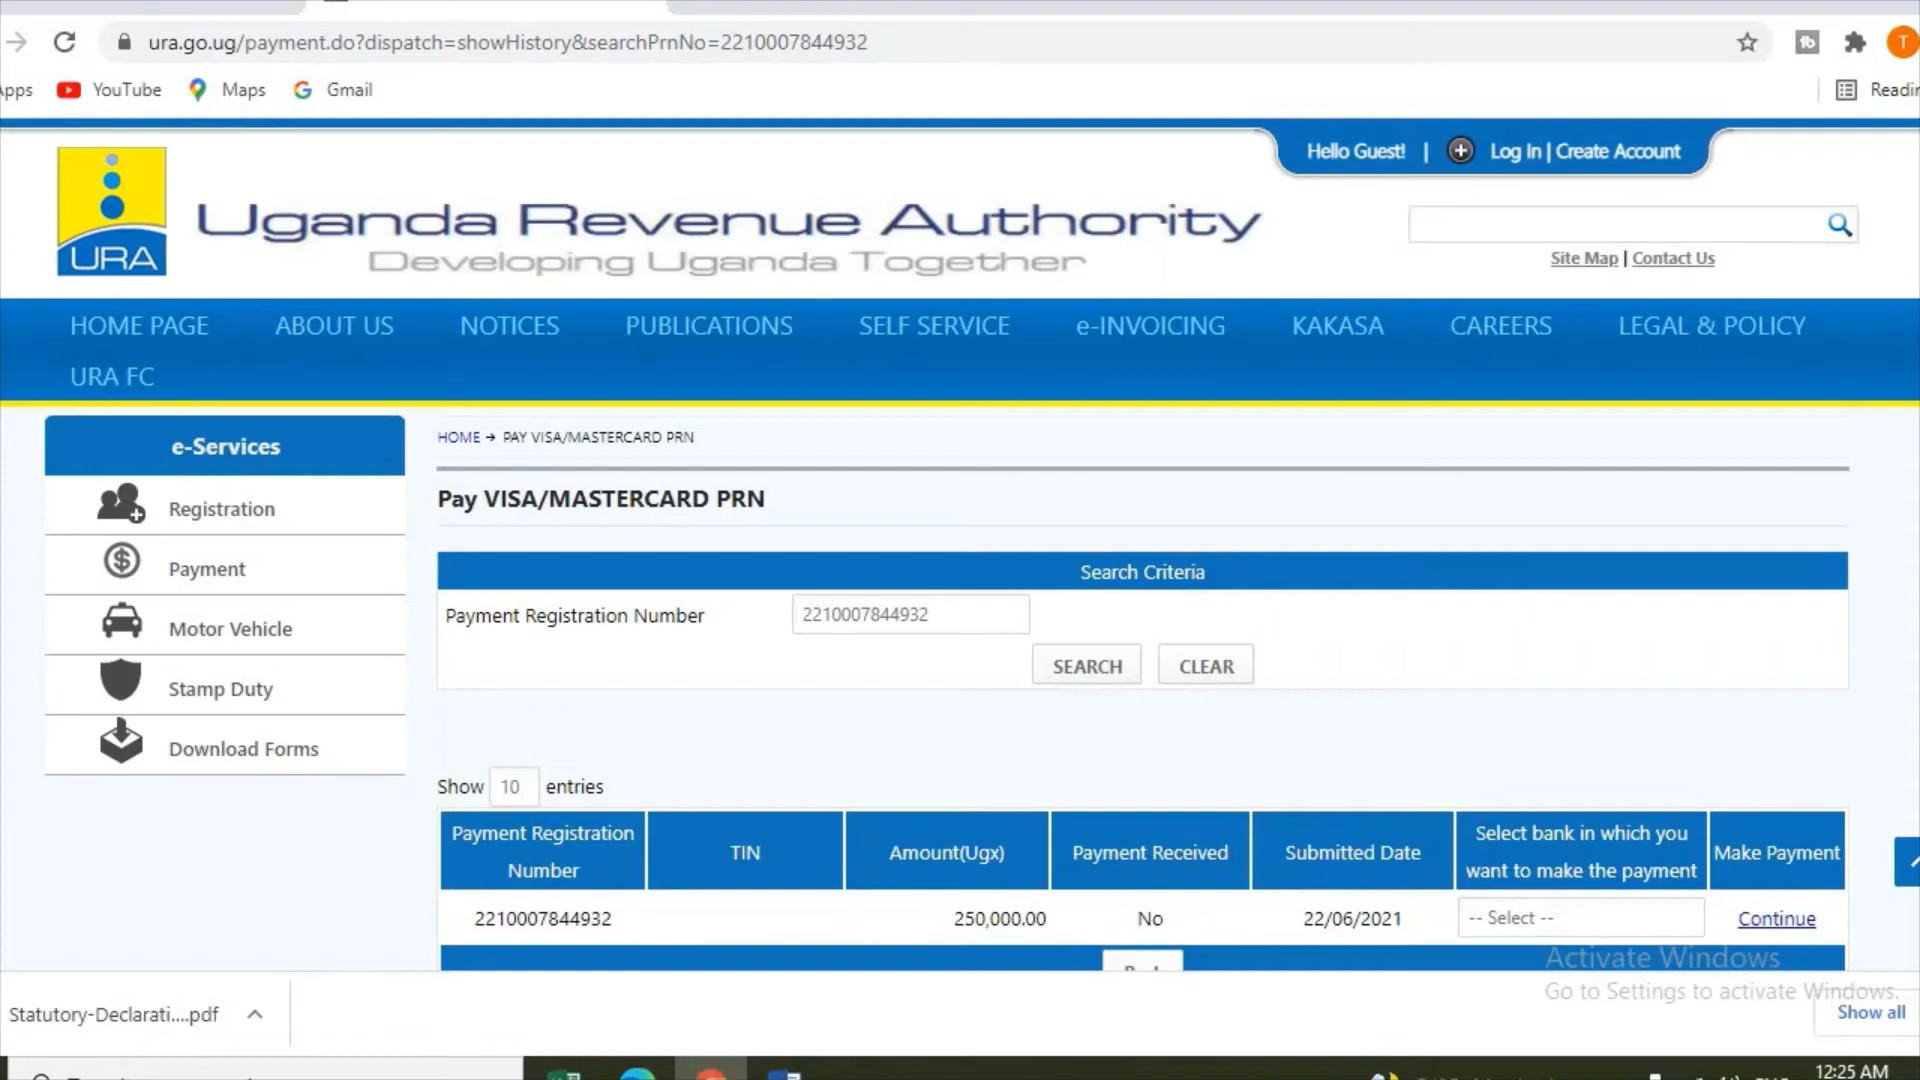 ura.go.ug/payment.do?dispatch=showHistory&searchPrnNo=2210007844932
T
YouTube Maps Gmail
Hello Guest! | Log In | Create Account
URA
Uganda Revenue Authority
Developing Uganda Together
Site Map | Contact Us
HOME PAGE ABOUT US NOTICES PUBLICATIONS SELF SERVICE e-INVOICING KAKASA CAREERS LEGAL & POLICY
URA FC
e-Services
Registration
Payment
Motor Vehicle
Stamp Duty
Download Forms
HOME → PAY VISA/MASTERCARD PRN
Pay VISA/MASTERCARD PRN
Search Criteria
Payment Registration Number 2210007844932
SEARCH CLEAR
Show 10 entries
Payment Registration Number TIN Amount(Ugx) Payment Received Submitted Date Select bank in which you want to make the payment Make Payment
2210007844932 250,000.00 No 22/06/2021 -- Select -- Continue
Activate Windows
Go to Settings to activate Windows.
Statutory-Declarati....pdf
Show all
12:25 AM